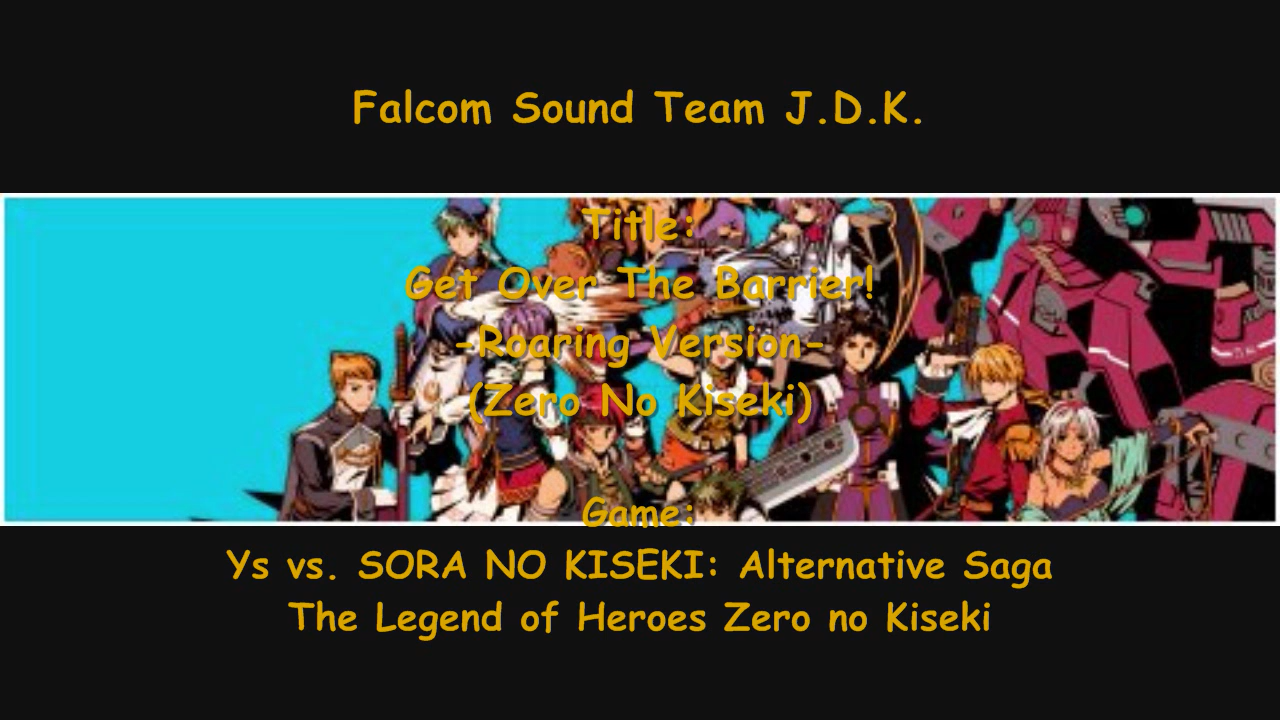 Falcom Sound Team J.D.K.
Title:
Get Over The Barrier!
-Roaring Version-
(Zero No Kiseki)
Game:
Ys vs. SORA NO KISEKI: Alternative Saga
The Legend of Heroes Zero no Kiseki